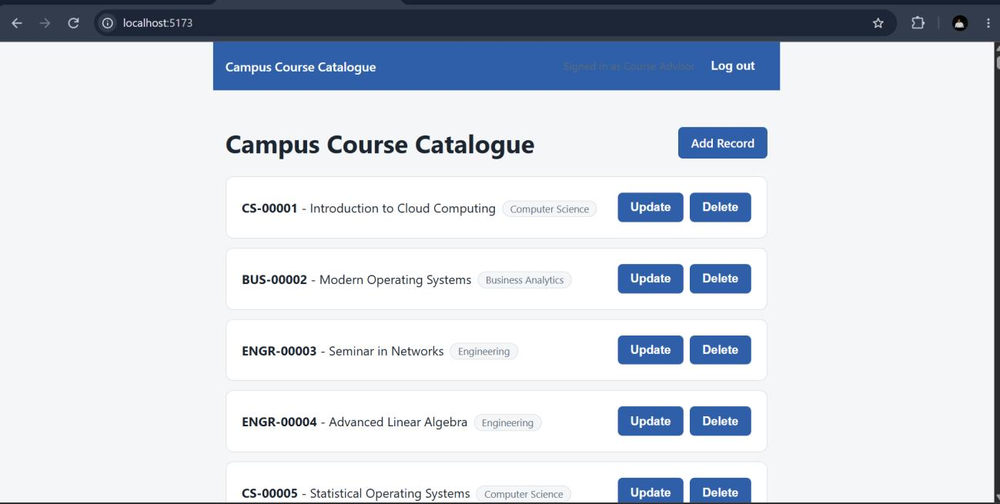 localhost:5173
Campus Course Catalogue Signed in as Course Advisor Log out
Campus Course Catalogue Add Record
CS-00001 - Introduction to Cloud Computing Computer Science Update Delete
BUS-00002 - Modern Operating Systems Business Analytics Update Delete
ENGR-00003 - Seminar in Networks Engineering Update Delete
ENGR-00004 - Advanced Linear Algebra Engineering Update Delete
CS-00005 - Statistical Operating Systems Computer Science Update Delete